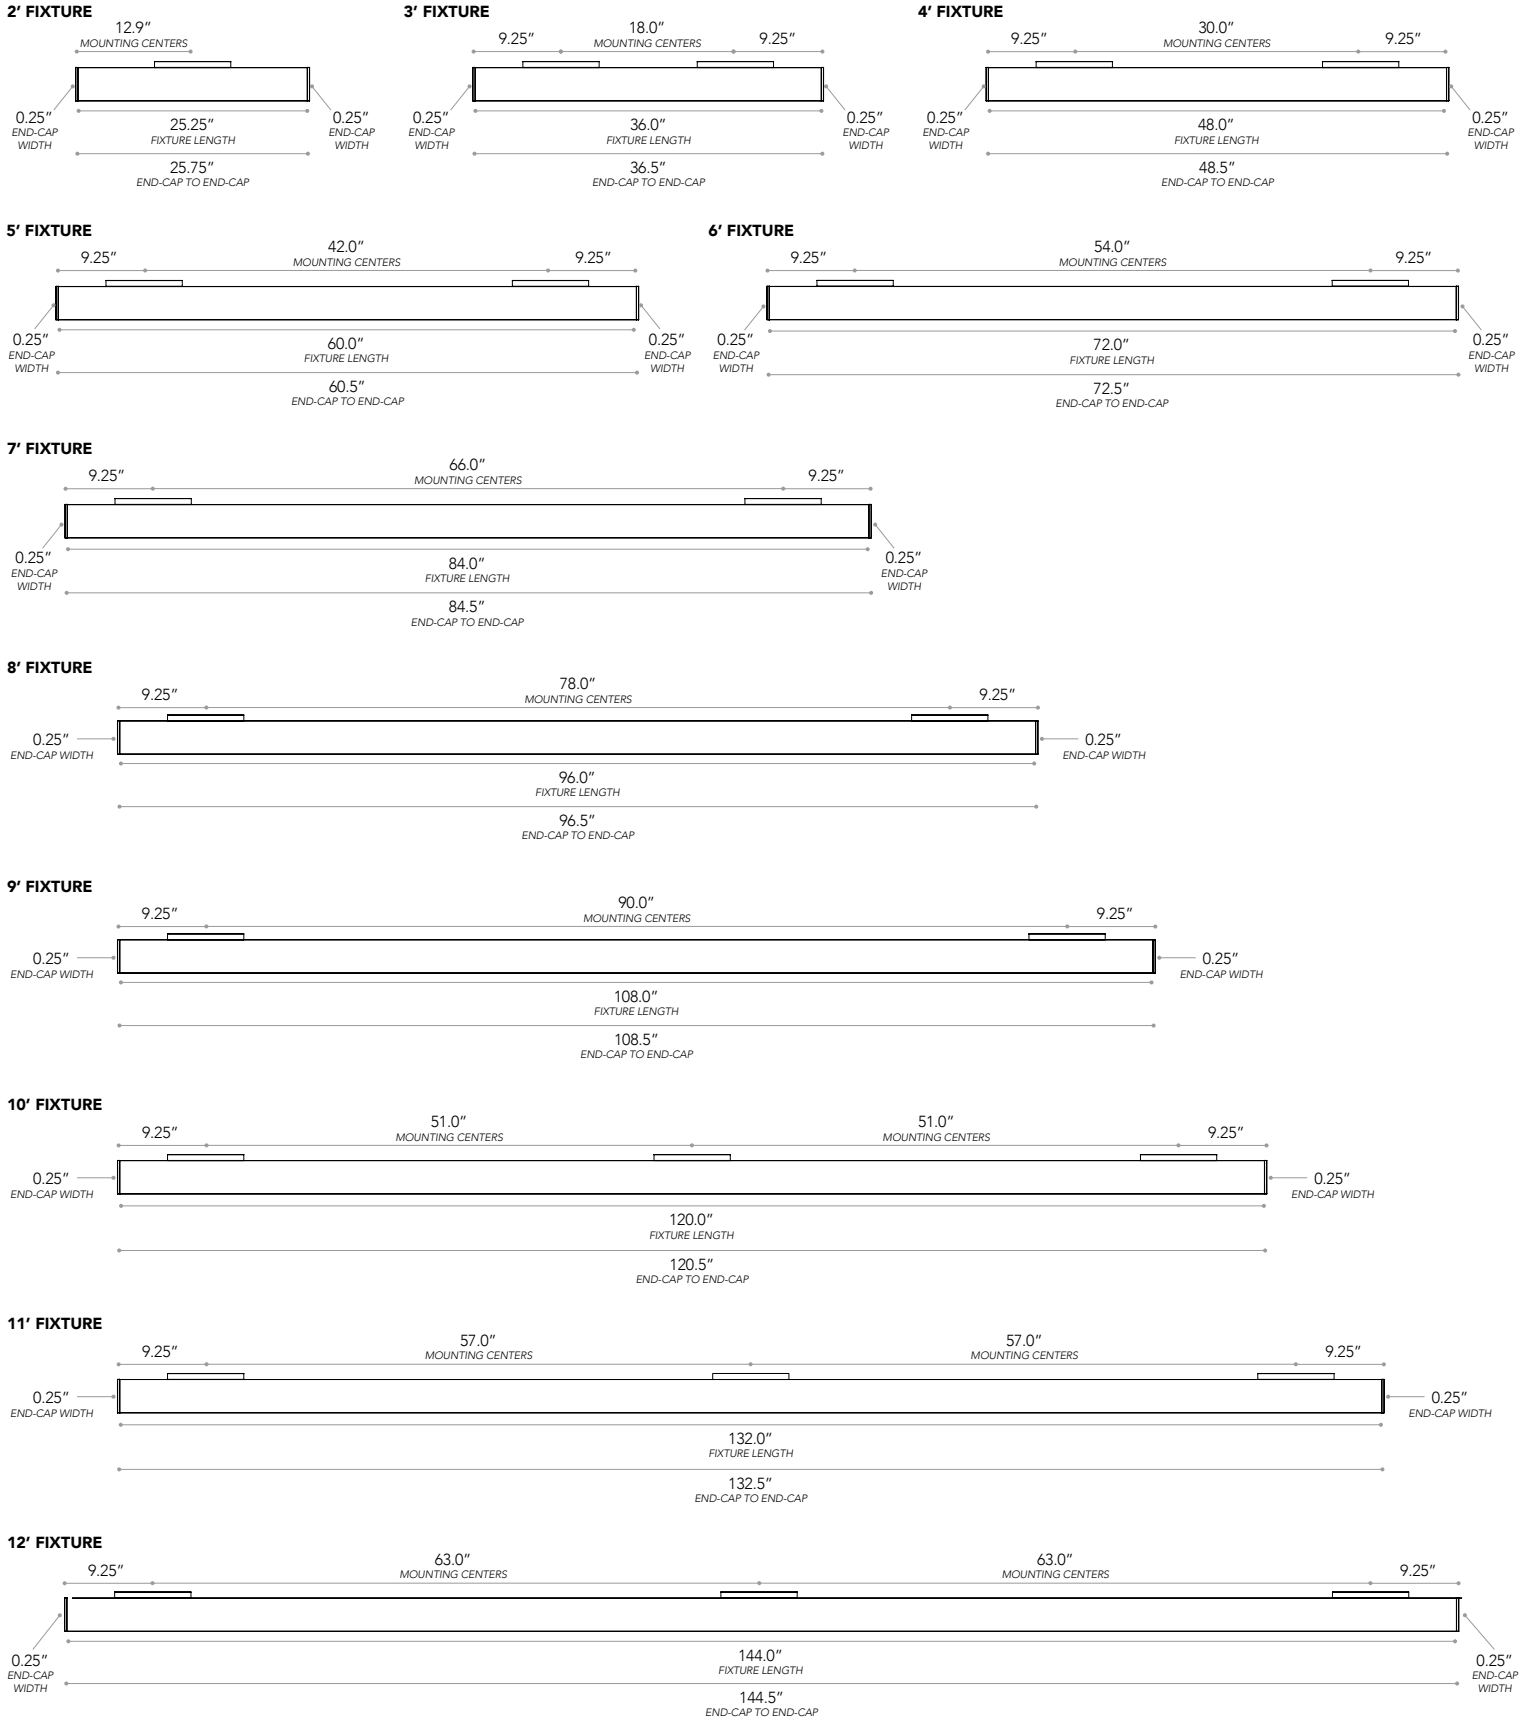 2’ FIXTURE
12.9”
MOUNTING CENTERS
0.25”
END-CAP
WIDTH
0.25”
END-CAP
WIDTH
25.25”
FIXTURE LENGTH
25.75”
END-CAP TO END-CAP
3’ FIXTURE
9.25”
18.0”
MOUNTING CENTERS
9.25”
0.25”
END-CAP
WIDTH
0.25”
END-CAP
WIDTH
36.0”
FIXTURE LENGTH
36.5”
END-CAP TO END-CAP
4’ FIXTURE
9.25”
30.0”
MOUNTING CENTERS
9.25”
0.25”
END-CAP
WIDTH
0.25”
END-CAP
WIDTH
48.0”
FIXTURE LENGTH
48.5”
END-CAP TO END-CAP
5’ FIXTURE
9.25”
42.0”
MOUNTING CENTERS
9.25”
0.25”
END-CAP
WIDTH
0.25”
END-CAP
WIDTH
60.0”
FIXTURE LENGTH
60.5”
END-CAP TO END-CAP
6’ FIXTURE
9.25”
54.0”
MOUNTING CENTERS
9.25”
0.25”
END-CAP
WIDTH
0.25”
END-CAP
WIDTH
72.0”
FIXTURE LENGTH
72.5”
END-CAP TO END-CAP
7’ FIXTURE
9.25”
66.0”
MOUNTING CENTERS
9.25”
0.25”
END-CAP
WIDTH
0.25”
END-CAP
WIDTH
84.0”
FIXTURE LENGTH
84.5”
END-CAP TO END-CAP
8’ FIXTURE
9.25”
78.0”
MOUNTING CENTERS
9.25”
0.25”
END-CAP WIDTH
0.25”
END-CAP WIDTH
96.0”
FIXTURE LENGTH
96.5”
END-CAP TO END-CAP
9’ FIXTURE
9.25”
90.0”
MOUNTING CENTERS
9.25”
0.25”
END-CAP WIDTH
0.25”
END-CAP WIDTH
108.0”
FIXTURE LENGTH
108.5”
END-CAP TO END-CAP
10’ FIXTURE
9.25”
51.0”
MOUNTING CENTERS
51.0”
MOUNTING CENTERS
9.25”
0.25”
END-CAP WIDTH
0.25”
END-CAP WIDTH
120.0”
FIXTURE LENGTH
120.5”
END-CAP TO END-CAP
11’ FIXTURE
9.25”
57.0”
MOUNTING CENTERS
57.0”
MOUNTING CENTERS
9.25”
0.25”
END-CAP WIDTH
0.25”
END-CAP WIDTH
132.0”
FIXTURE LENGTH
132.5”
END-CAP TO END-CAP
12’ FIXTURE
9.25”
63.0”
MOUNTING CENTERS
63.0”
MOUNTING CENTERS
9.25”
0.25”
END-CAP
WIDTH
0.25”
END-CAP
WIDTH
144.0”
FIXTURE LENGTH
144.5”
END-CAP TO END-CAP